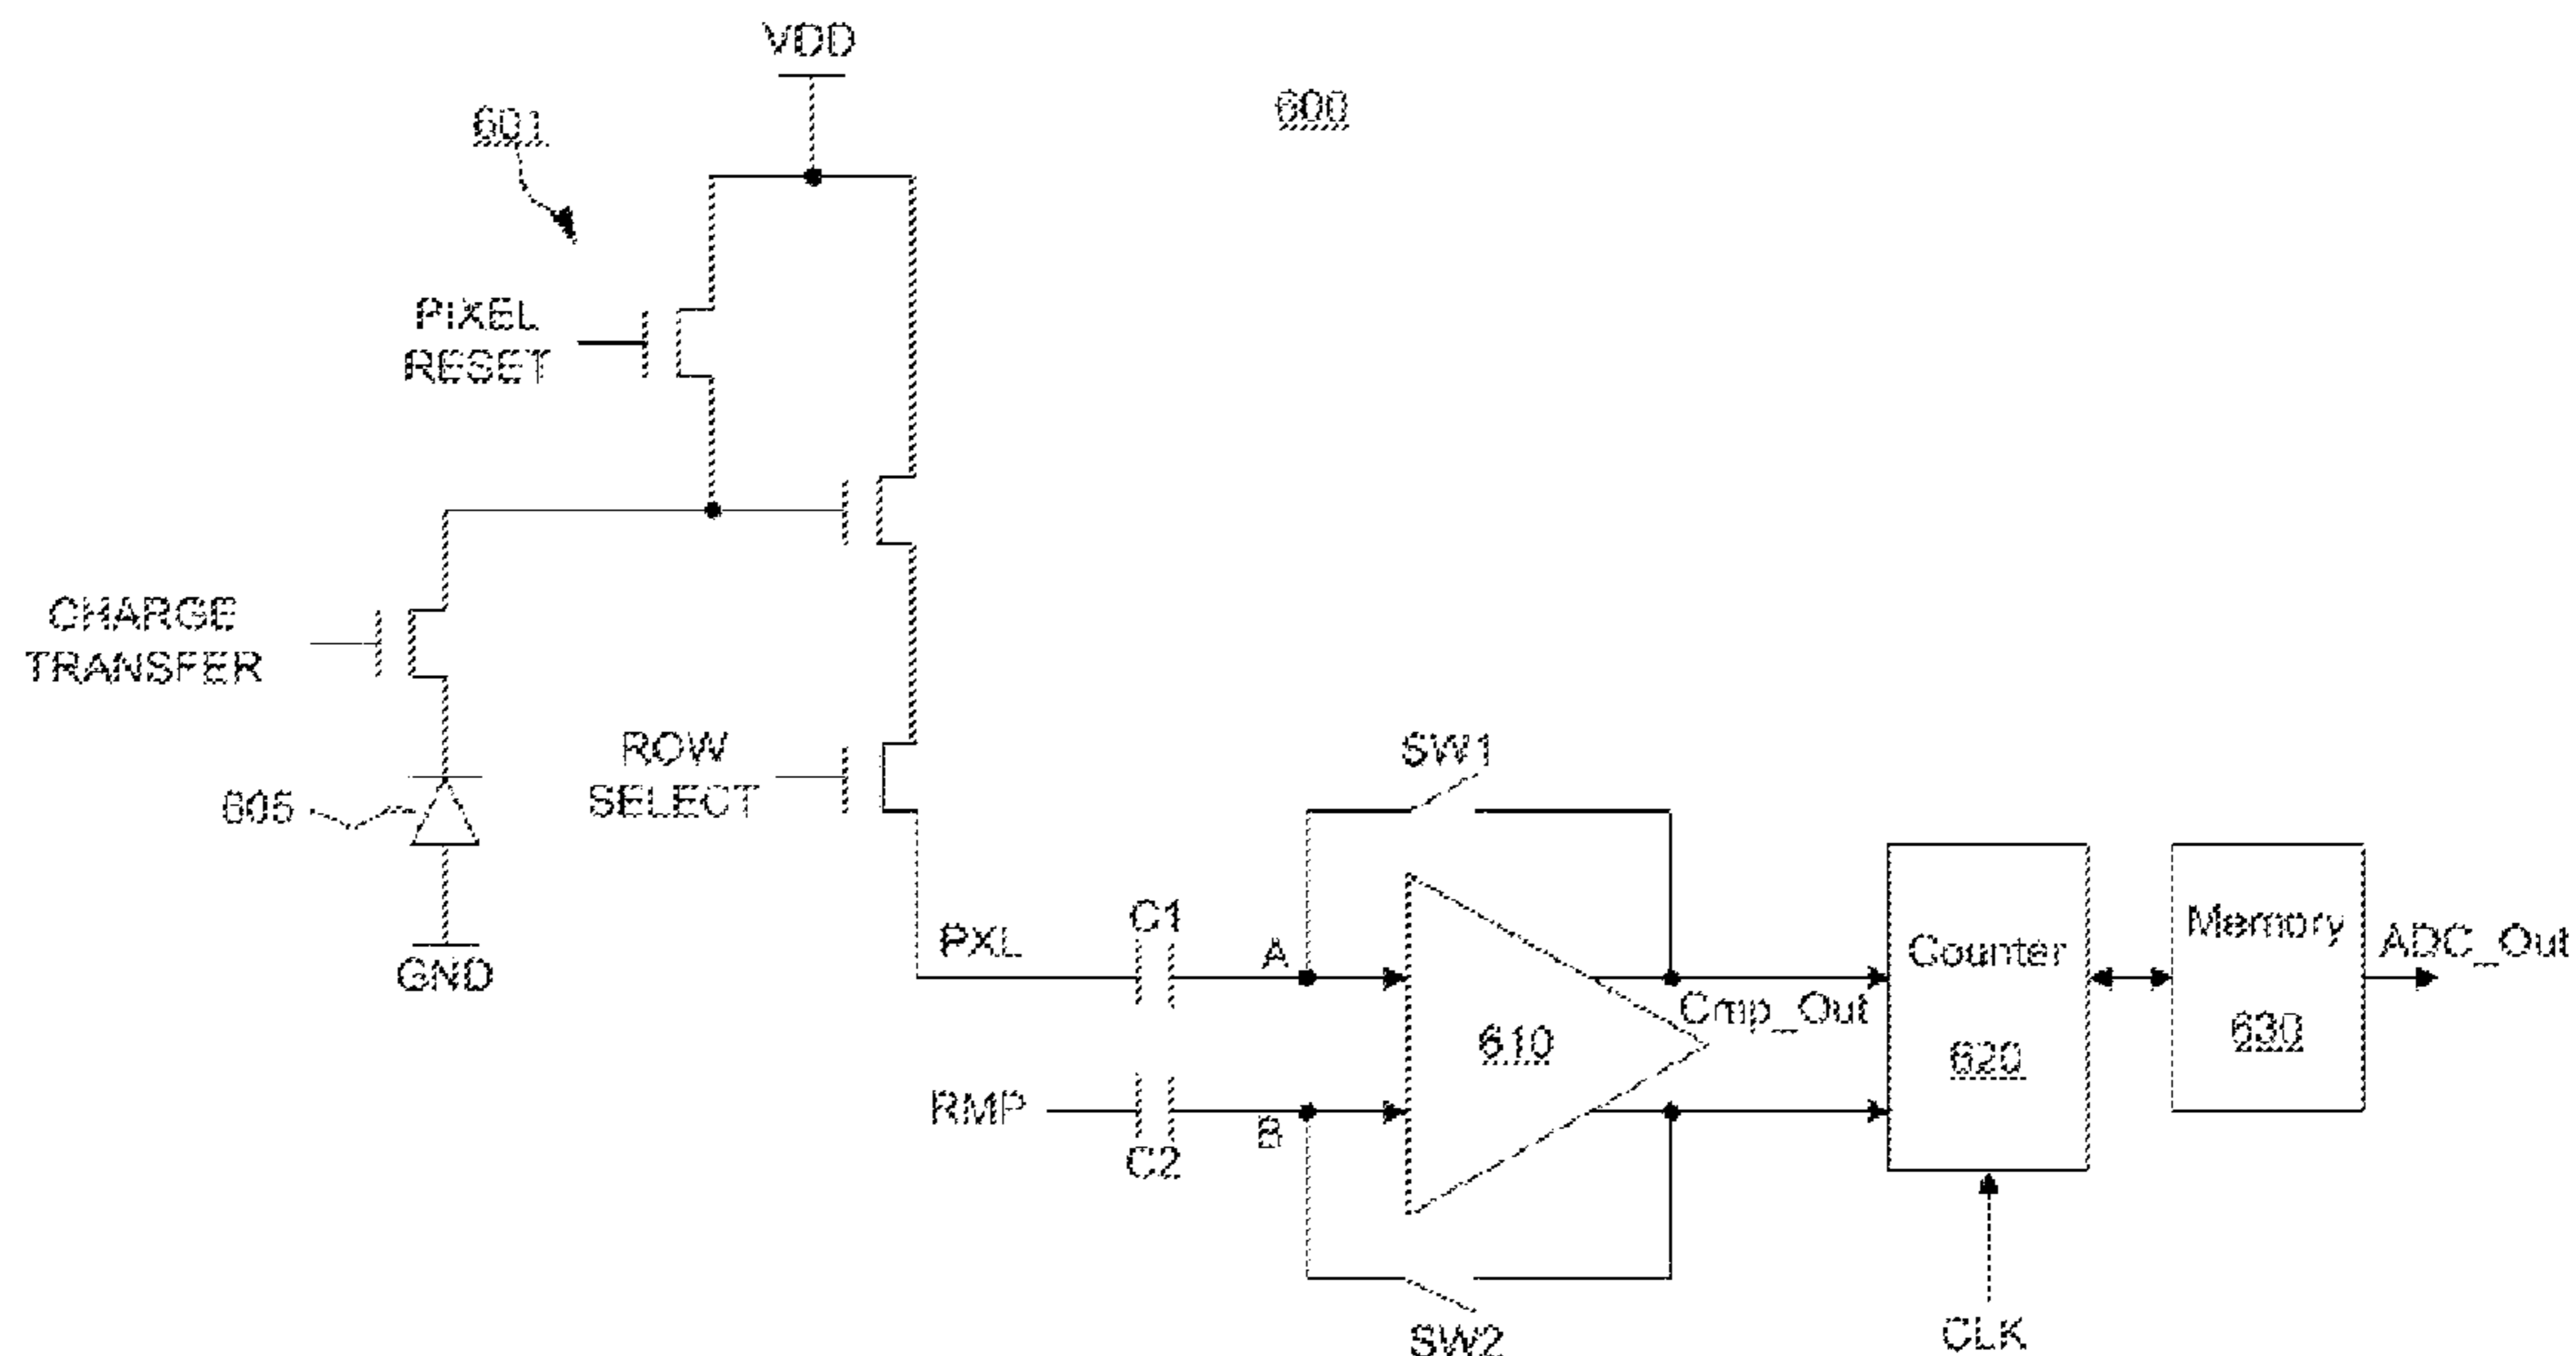 VDD
600
601
PIXEL
RESET
CHARGE
TRANSFER
ROW
SELECT
605
GND
SW1
PXL
C1
A
Counter
620
Memory
630
ADC_Out
Cmp_Out
610
RMP
C2
B
SW2
CLK